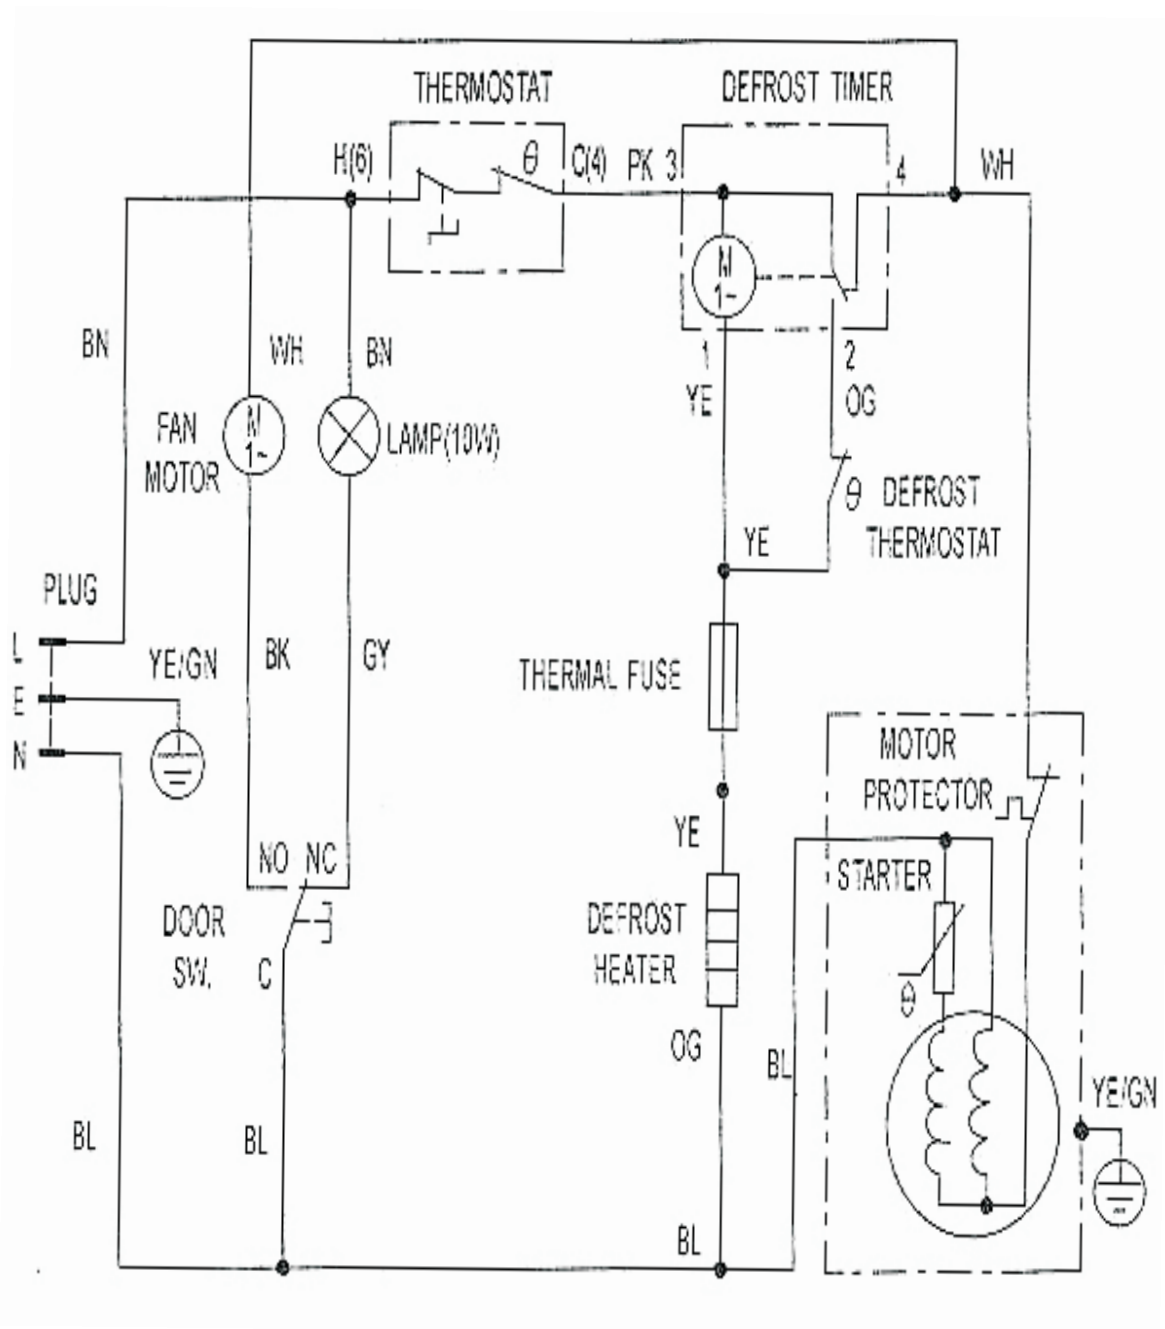 THERMOSTAT
DEFROST TIMER
H(6)
θ
C(4)
PK 3
4
WH
M
1~
BN
WH
BN
1
2
YE
OG
FAN
MOTOR
M
1~
LAMP(10W)
θ
DEFROST
THERMOSTAT
YE
PLUG
L
E
N
YE/GN
BK
GY
THERMAL FUSE
MOTOR
PROTECTOR
YE
NO
NC
STARTER
DOOR
SW.
C
DEFROST
HEATER
θ
OG
BL
YE/GN
BL
BL
BL